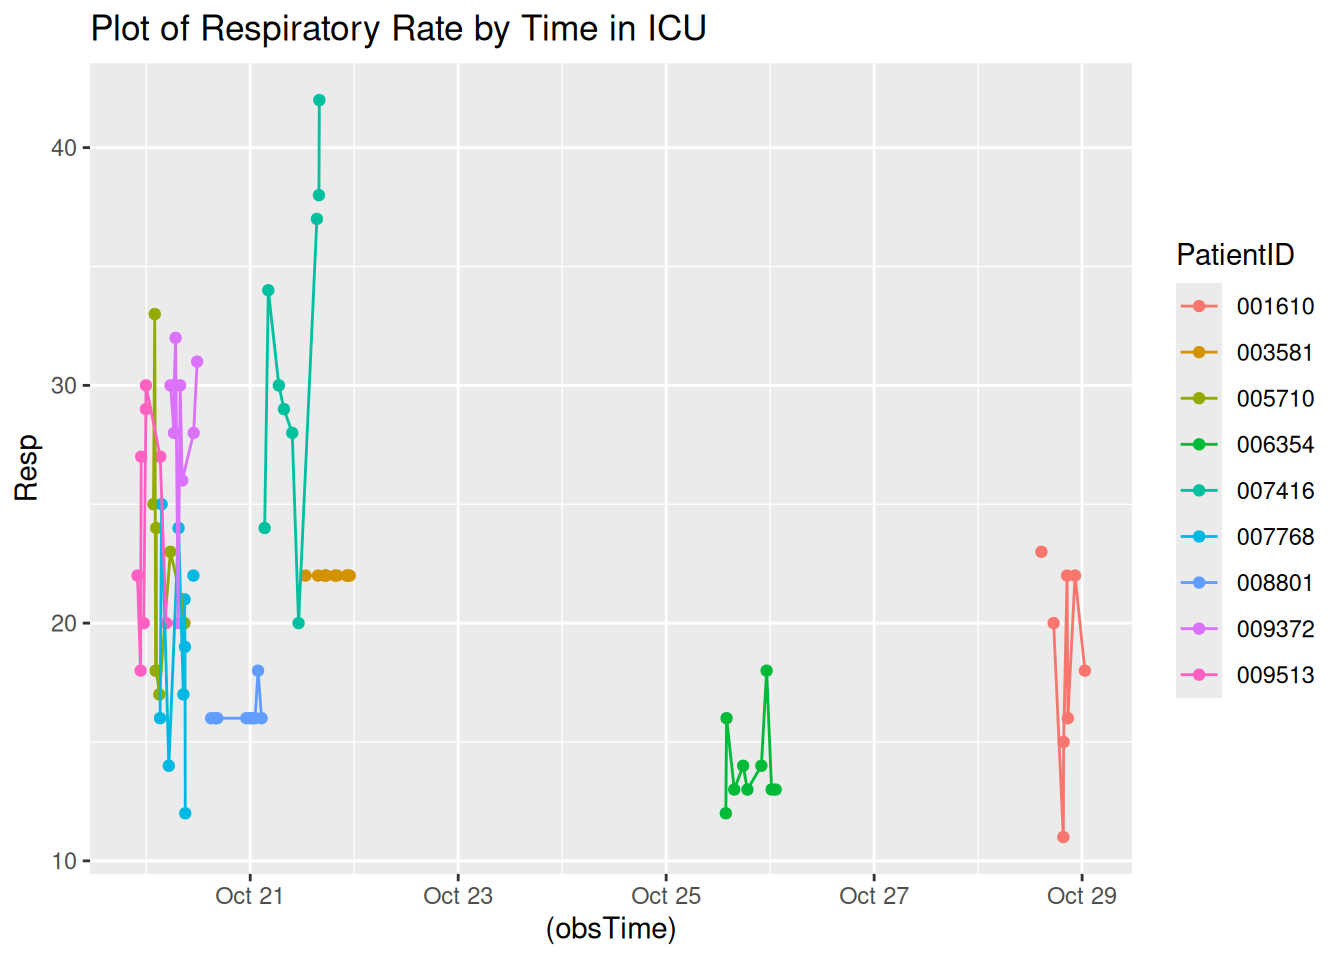 Plot of Respiratory Rate by Time in ICU
40
30
20
10
Resp
Oct 21
Oct 23
Oct 25
Oct 27
Oct 29
(obsTime)
PatientID
001610
003581
005710
006354
007416
007768
008801
009372
009513